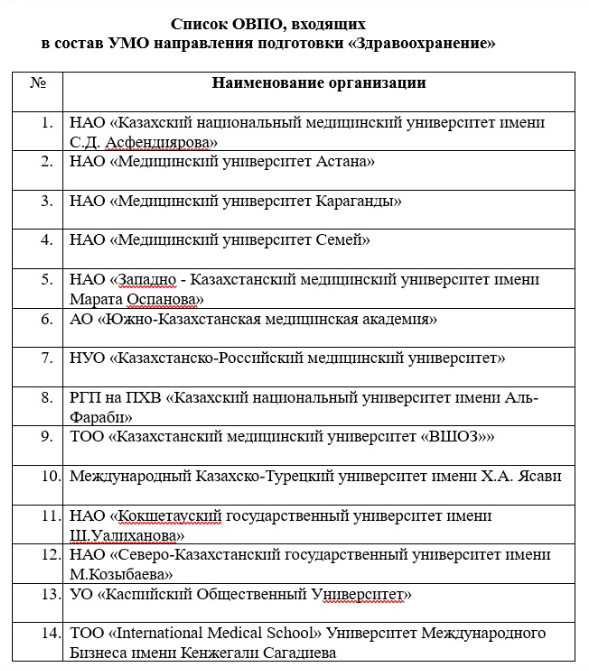 Список ОВПО, входящих
в состав УМО направления подготовки «Здравоохранение»
№ Наименование организации
1. НАО «Казахский национальный медицинский университет имени
С.Д. Асфендиярова»
2. НАО «Медицинский университет Астана»
3. НАО «Медицинский университет Караганды»
4. НАО «Медицинский университет Семей»
5. НАО «Западно - Казахстанский медицинский университет имени
Марата Оспанова»
6. АО «Южно-Казахстанская медицинская академия»
7. НУО «Казахстанско-Российский медицинский университет»
8. РГП на ПХВ «Казахский национальный университет имени Аль-
Фараби»
9. ТОО «Казахстанский медицинский университет «ВШОЗ»»
10. Международный Казахско-Турецкий университет имени Х.А. Ясави
11. НАО «Кокшетауский государственный университет имени
Ш.Уалиханова»
12. НАО «Северо-Казахстанский государственный университет имени
М.Козыбаева»
13. УО «Каспийский Общественный Университет»
14. ТОО «International Medical School» Университет Международного
Бизнеса имени Кенжегали Сагадиева